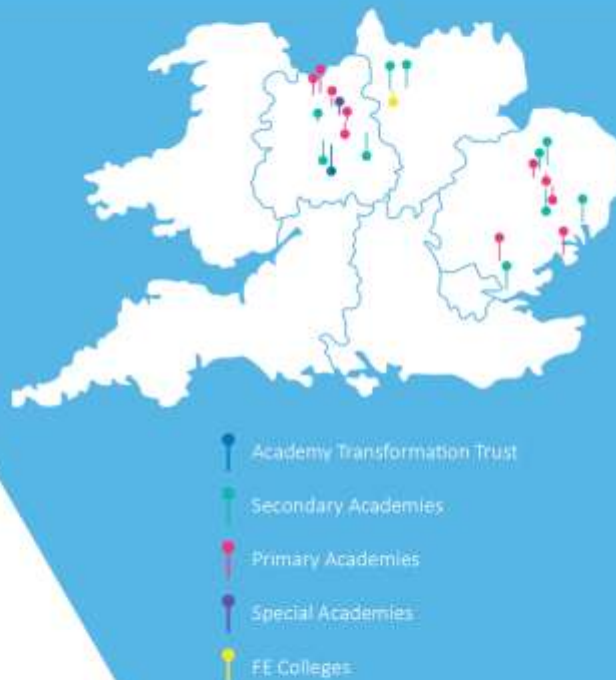 Academy Transformation Trust
Secondary Academies
Primary Academies
Special Academies
FE Colleges